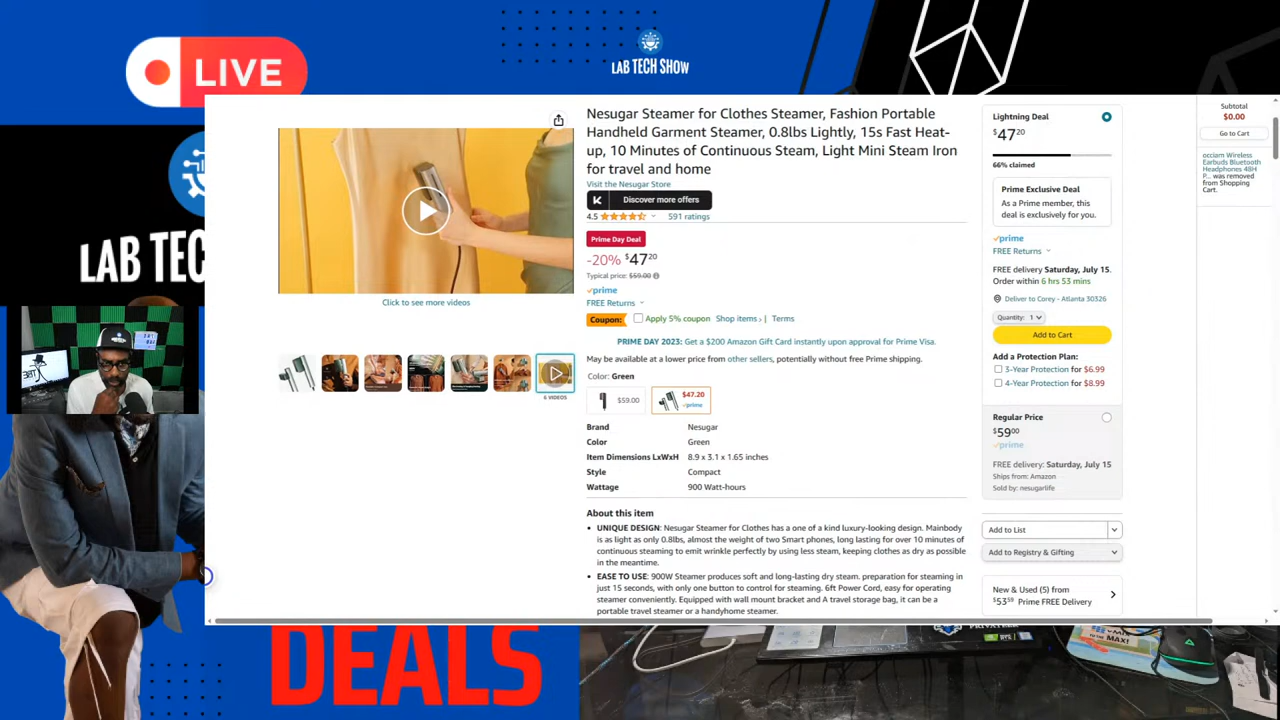 LIVE
LAB TECH SHOW
LAB TEC
DEALS
Click to see more videos
6 VIDEOS
Nesugar Steamer for Clothes Steamer, Fashion Portable
Handheld Garment Steamer, 0.8lbs Lightly, 15s Fast Heat-
up, 10 Minutes of Continuous Steam, Light Mini Steam Iron
for travel and home
Visit the Nesugar Store
K Discover more offers
4.5 591 ratings
Prime Day Deal
-20% $4720
Typical price: $59.00
prime
FREE Returns
Coupon: Apply 5% coupon Shop items › | Terms
PRIME DAY 2023: Get a $200 Amazon Gift Card instantly upon approval for Prime Visa.
May be available at a lower price from other sellers, potentially without free Prime shipping.
Color: Green
$59.00 $47.20
prime
Brand Nesugar
Color Green
Item Dimensions LxWxH 8.9 x 3.1 x 1.65 inches
Style Compact
Wattage 900 Watt-hours
About this item
UNIQUE DESIGN: Nesugar Steamer for Clothes has a one of a kind luxury-looking design. Mainbody
is as light as only 0.8lbs, almost the weight of two Smart phones, long lasting for over 10 minutes of
continuous steaming to emit wrinkle perfectly by using less steam, keeping clothes as dry as possible
in the meantime.
EASE TO USE: 900W Steamer produces soft and long-lasting dry steam. preparation for steaming in
just 15 seconds, with only one button to control for steaming. 6ft Power Cord, easy for operating
steamer conveniently. Equipped with wall mount bracket and A travel storage bag, it can be a
portable travel steamer or a handyhome steamer.
Lightning Deal
$4720
66% claimed
Prime Exclusive Deal
As a Prime member, this
deal is exclusively for you.
prime
FREE Returns
FREE delivery Saturday, July 15.
Order within 6 hrs 53 mins
Deliver to Corey - Atlanta 30326
Quantity: 1
Add to Cart
Add a Protection Plan:
3-Year Protection for $6.99
4-Year Protection for $8.99
Regular Price
$5900
prime
FREE delivery: Saturday, July 15
Ships from: Amazon
Sold by: nesugarlife
Add to List
Add to Registry & Gifting
New & Used (5) from
$5359 Prime FREE Delivery
Subtotal
$0.00
Go to Cart
occiam Wireless
Earbuds Bluetooth
Headphones 48H
P... was removed
from Shopping
Cart.